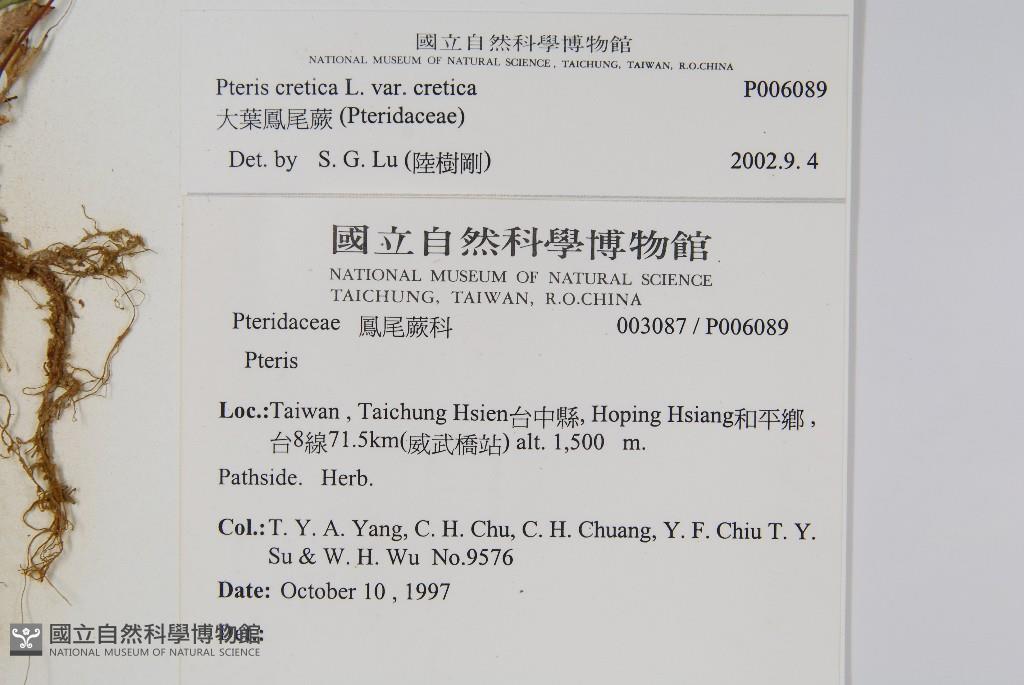 國立自然科學博物館
NATIONAL MUSEUM OF NATURAL SCIENCE, TAICHUNG, TAIWAN, R.O.CHINA
Pteris cretica L. var. cretica P006089
大葉鳳尾蕨 (Pteridaceae)
Det. by S. G. Lu (陸樹剛) 2002.9. 4
國立自然科學博物館
NATIONAL MUSEUM OF NATURAL SCIENCE
TAICHUNG, TAIWAN, R.O.CHINA
Pteridaceae 鳳尾蕨科 003087 / P006089
Pteris
Loc.:Taiwan , Taichung Hsien台中縣, Hoping Hsiang和平鄉 ,
台8線71.5km(威武橋站) alt. 1,500 m.
Pathside. Herb.
Col.:T. Y. A. Yang, C. H. Chu, C. H. Chuang, Y. F. Chiu T. Y.
Su & W. H. Wu No.9576
Date: October 10 , 1997
Det.:
國立自然科學博物館
NATIONAL MUSEUM OF NATURAL SCIENCE